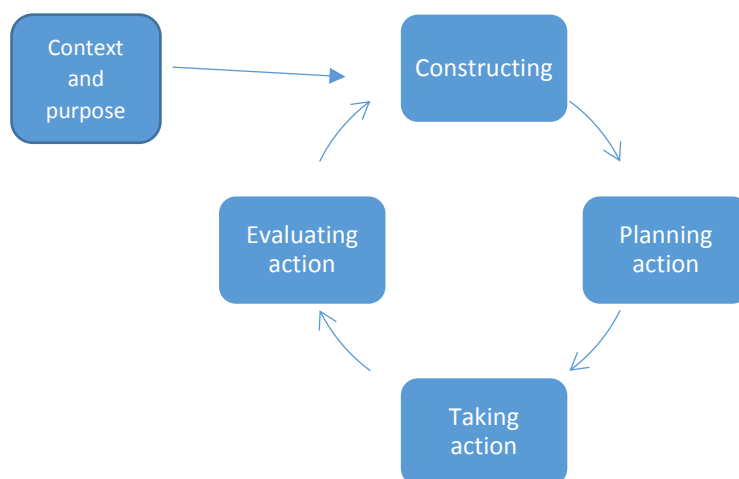 Context
and
purpose
Constructing
Evaluating
action
Planning
action
Taking
action